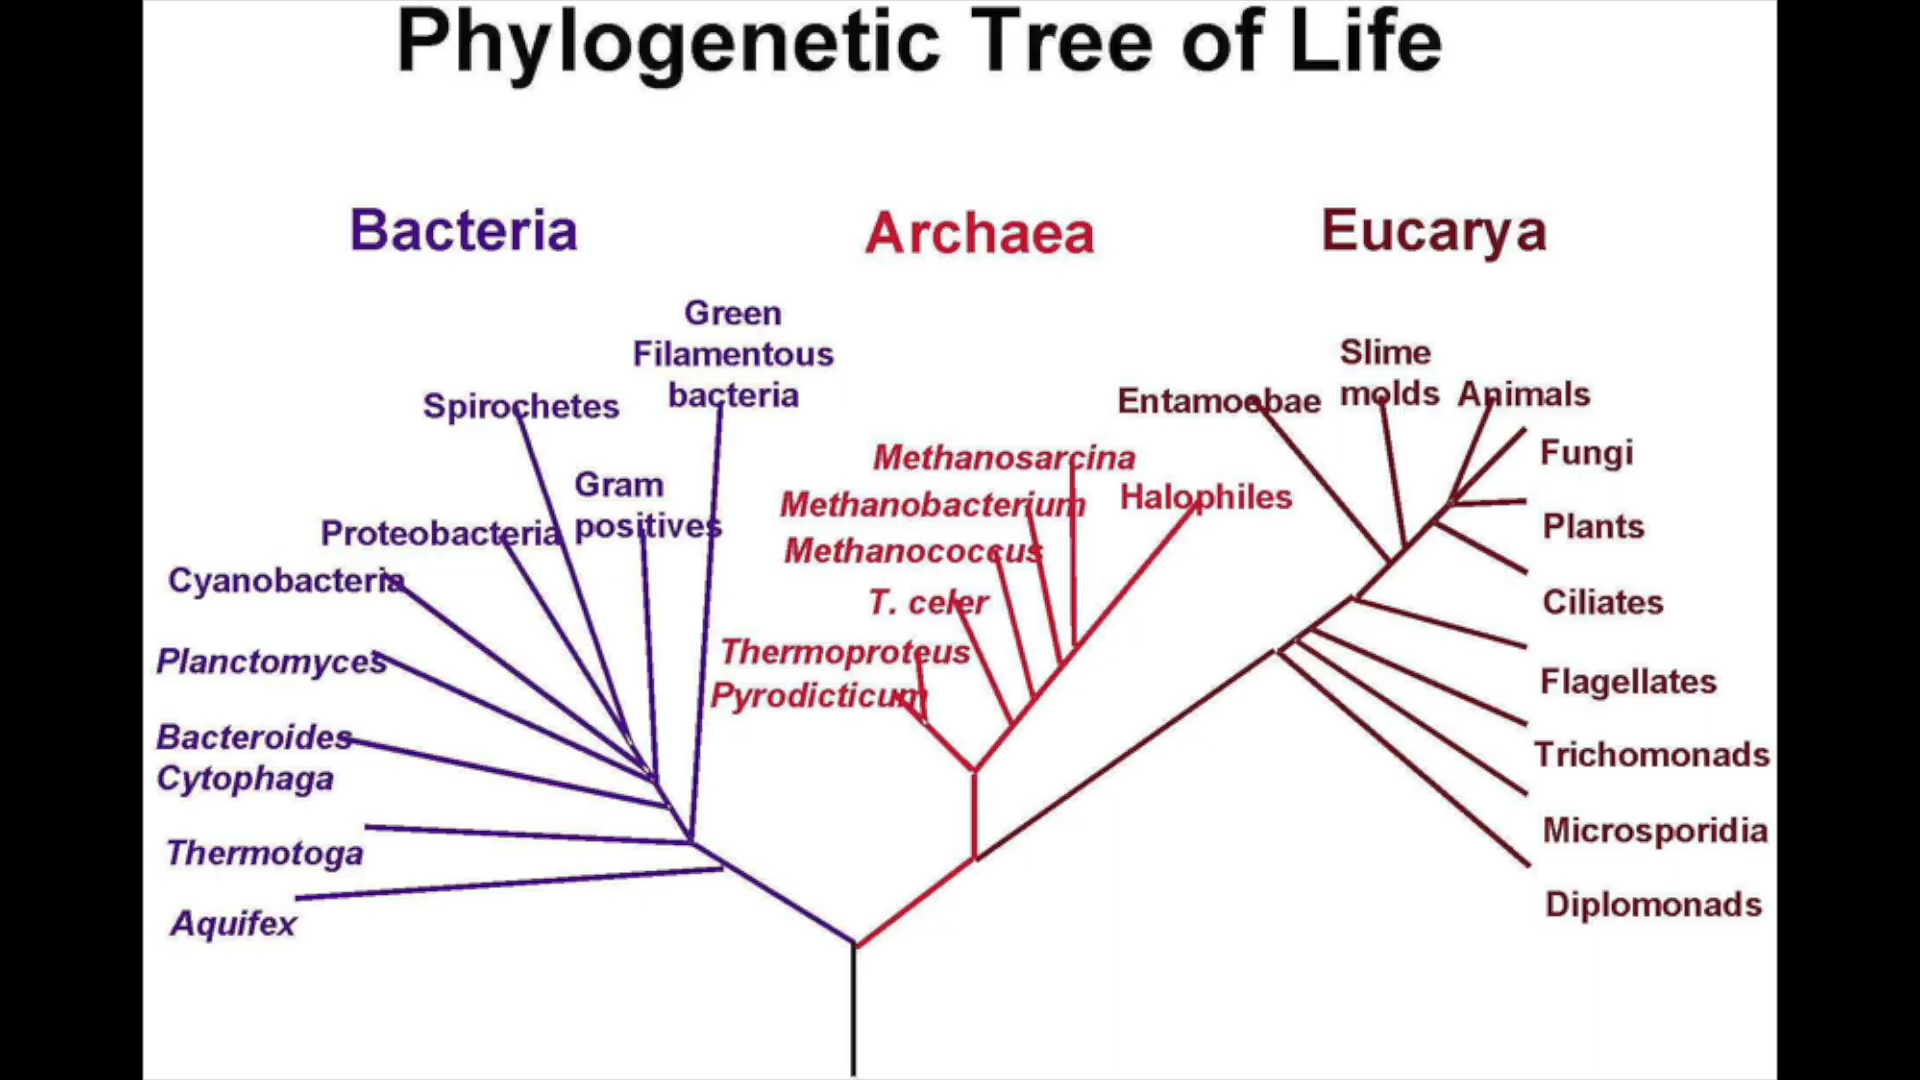 Phylogenetic Tree of Life
Bacteria
Archaea
Eucarya
Green
Filamentous
bacteria
Spirochetes
Gram
positives
Proteobacteria
Cyanobacteria
Planctomyces
Bacteroides
Cytophaga
Thermotoga
Aquifex
Methanosarcina
Methanobacterium
Halophiles
Methanococcus
T. celer
Thermoproteus
Pyrodicticum
Entamoebae
Slime
molds
Animals
Fungi
Plants
Ciliates
Flagellates
Trichomonads
Microsporidia
Diplomonads